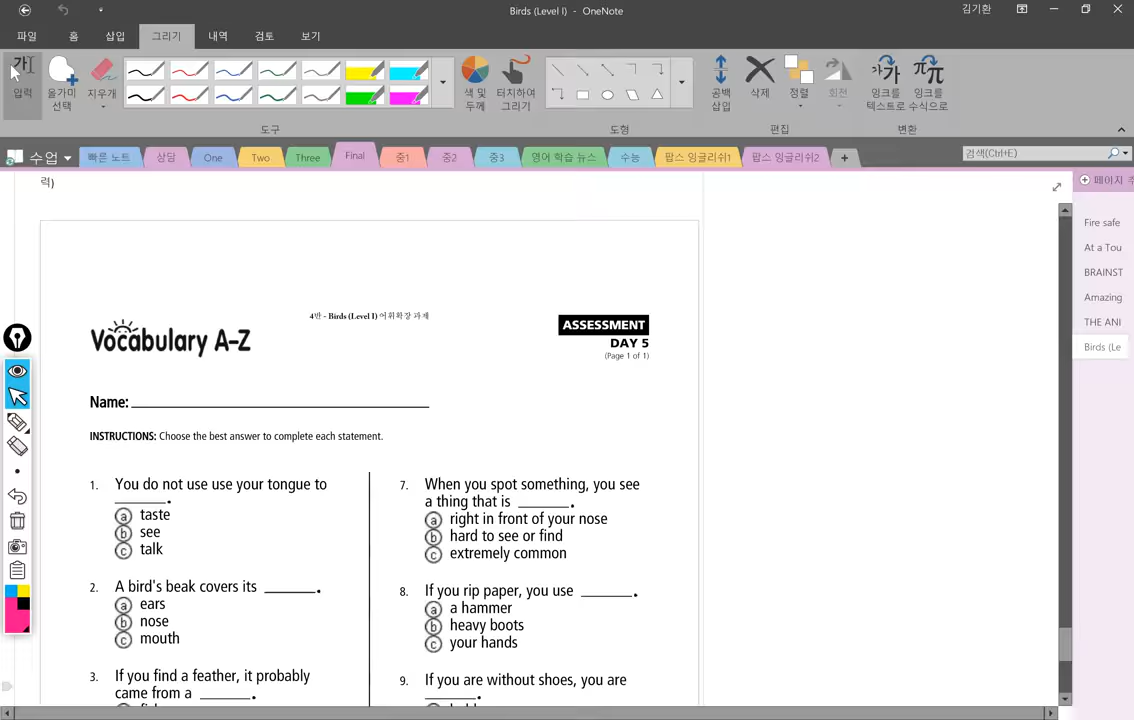 Birds (Level I) - OneNote
김기환
파일 홈 삽입 그리기 내역 검토 보기
가
입력
올가미
선택
지우개
색 및
두께
터치하여
그리기
공백
삽입
삭제
정렬
회전
잉크를
텍스트로
잉크를
수식으로
도구
도형
편집
변환
수업
빠른 노트 상담 One Two Three Final 중1 중2 중3 영어 학습 뉴스 수능 팝스 잉글리쉬1 팝스 잉글리쉬2 +
검색(Ctrl+E)
페이지 추
력)
Fire safe
At a Tou
BRAINST
Amazing
THE ANI
Birds (Le
4반 - Birds (Level I) 어휘확장 과제
Vocabulary A–Z
ASSESSMENT
DAY 5
(Page 1 of 1)
Name:
INSTRUCTIONS: Choose the best answer to complete each statement.
1. You do not use use your tongue to
______.
a taste
b see
c talk
2. A bird's beak covers its ______.
a ears
b nose
c mouth
3. If you find a feather, it probably
came from a ______.
7. When you spot something, you see
a thing that is ______.
a right in front of your nose
b hard to see or find
c extremely common
8. If you rip paper, you use ______.
a a hammer
b heavy boots
c your hands
9. If you are without shoes, you are
______.